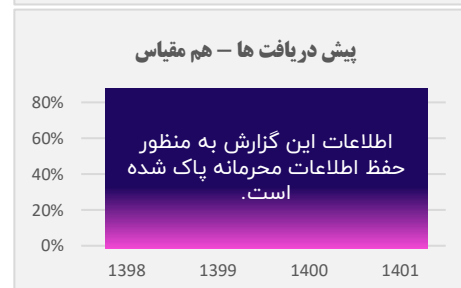 پیش دریافت ها – هم مقیاس
80%
60%
40%
20%
0%
اطلاعات این گزارش به منظور
حفظ اطلاعات محرمانه پاک شده
است.
1398 1399 1400 1401